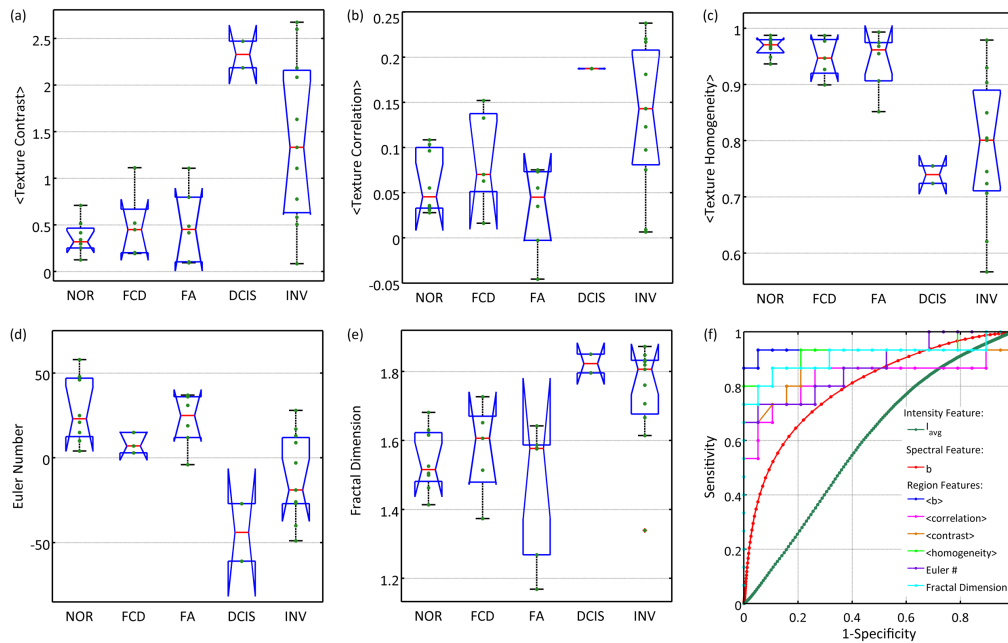 (a)
<Texture Contrast>
2.5
2
1.5
1
0.5
0
NOR FCD FA DCIS INV
(b)
<Texture Correlation>
0.25
0.2
0.15
0.1
0.05
0
-0.05
NOR FCD FA DCIS INV
(c)
<Texture Homogeneity>
1
0.9
0.8
0.7
0.6
NOR FCD FA DCIS INV
(d)
Euler Number
50
0
-50
NOR FCD FA DCIS INV
(e)
Fractal Dimension
1.8
1.6
1.4
1.2
NOR FCD FA DCIS INV
(f)
Sensitivity
1
0.8
0.6
0.4
0.2
0
0 0.2 0.4 0.6 0.8
1-Specificity
Intensity Feature:
I avg
Spectral Feature:
b
Region Features:
<b>
<correlation>
<contrast>
<homogeneity>
Euler #
Fractal Dimension